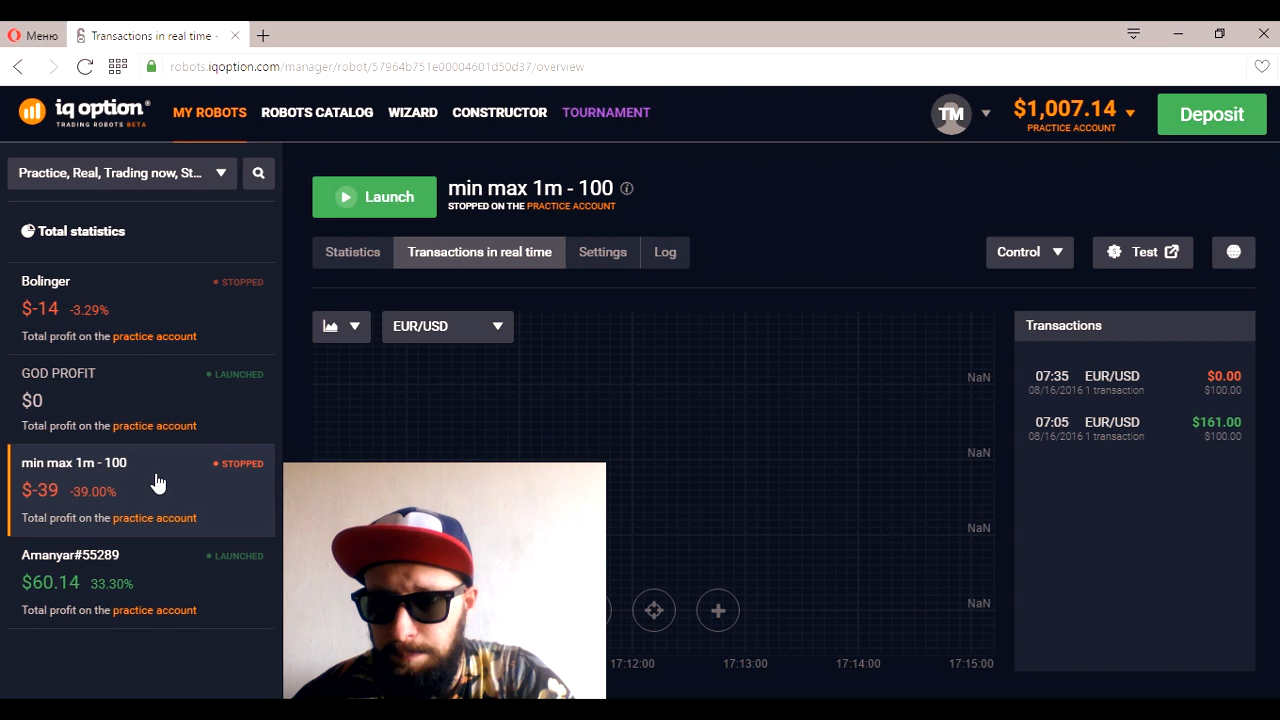 Меню
Transactions in real time -
robots.iqoption.com/manager/robot/57964b751e00004601d50d37/overview
iq option®
TRADING ROBOTS BETA
MY ROBOTS
ROBOTS CATALOG
WIZARD
CONSTRUCTOR
TOURNAMENT
TM
$1,007.14
PRACTICE ACCOUNT
Deposit
Practice, Real, Trading now, St...
Total statistics
Bolinger
STOPPED
$-14 -3.29%
Total profit on the practice account
GOD PROFIT
LAUNCHED
$0
Total profit on the practice account
min max 1m - 100
STOPPED
$-39 -39.00%
Total profit on the practice account
Amanyar#55289
LAUNCHED
$60.14 33.30%
Total profit on the practice account
Launch
min max 1m - 100
STOPPED ON THE PRACTICE ACCOUNT
Statistics
Transactions in real time
Settings
Log
Control
Test
EUR/USD
NaN
NaN
NaN
NaN
17:12:00
17:13:00
17:14:00
17:15:00
Transactions
07:35 EUR/USD $0.00
08/16/2016 1 transaction $100.00
07:05 EUR/USD $161.00
08/16/2016 1 transaction $100.00